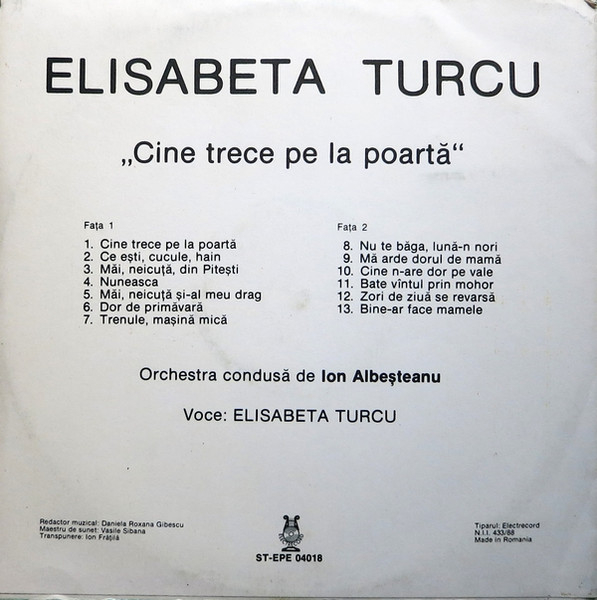 ELISABETA TURCU
„Cine trece pe la poartă“
Fața 1
1. Cine trece pe la poartă
2. Ce ești, cucule, hain
3. Măi, neicuță, din Pitești
4. Nuneasca
5. Măi, neicuță și-al meu drag
6. Dor de primăvară
7. Trenule, mașină mică
Fața 2
8. Nu te băga, lună-n nori
9. Mă arde dorul de mamă
10. Cine n-are dor pe vale
11. Bate vîntul prin mohor
12. Zori de ziuă se revarsă
13. Bine-ar face mamele
Orchestra condusă de Ion Albeșteanu
Voce: ELISABETA TURCU
Redactor muzical: Daniela Roxana Gibescu
Maestru de sunet: Vasile Sibana
Transpunere: Ion Frățilă
ST-EPE 04018
Tiparul: Electrecord
N.I.I. 433/88
Made in Romania